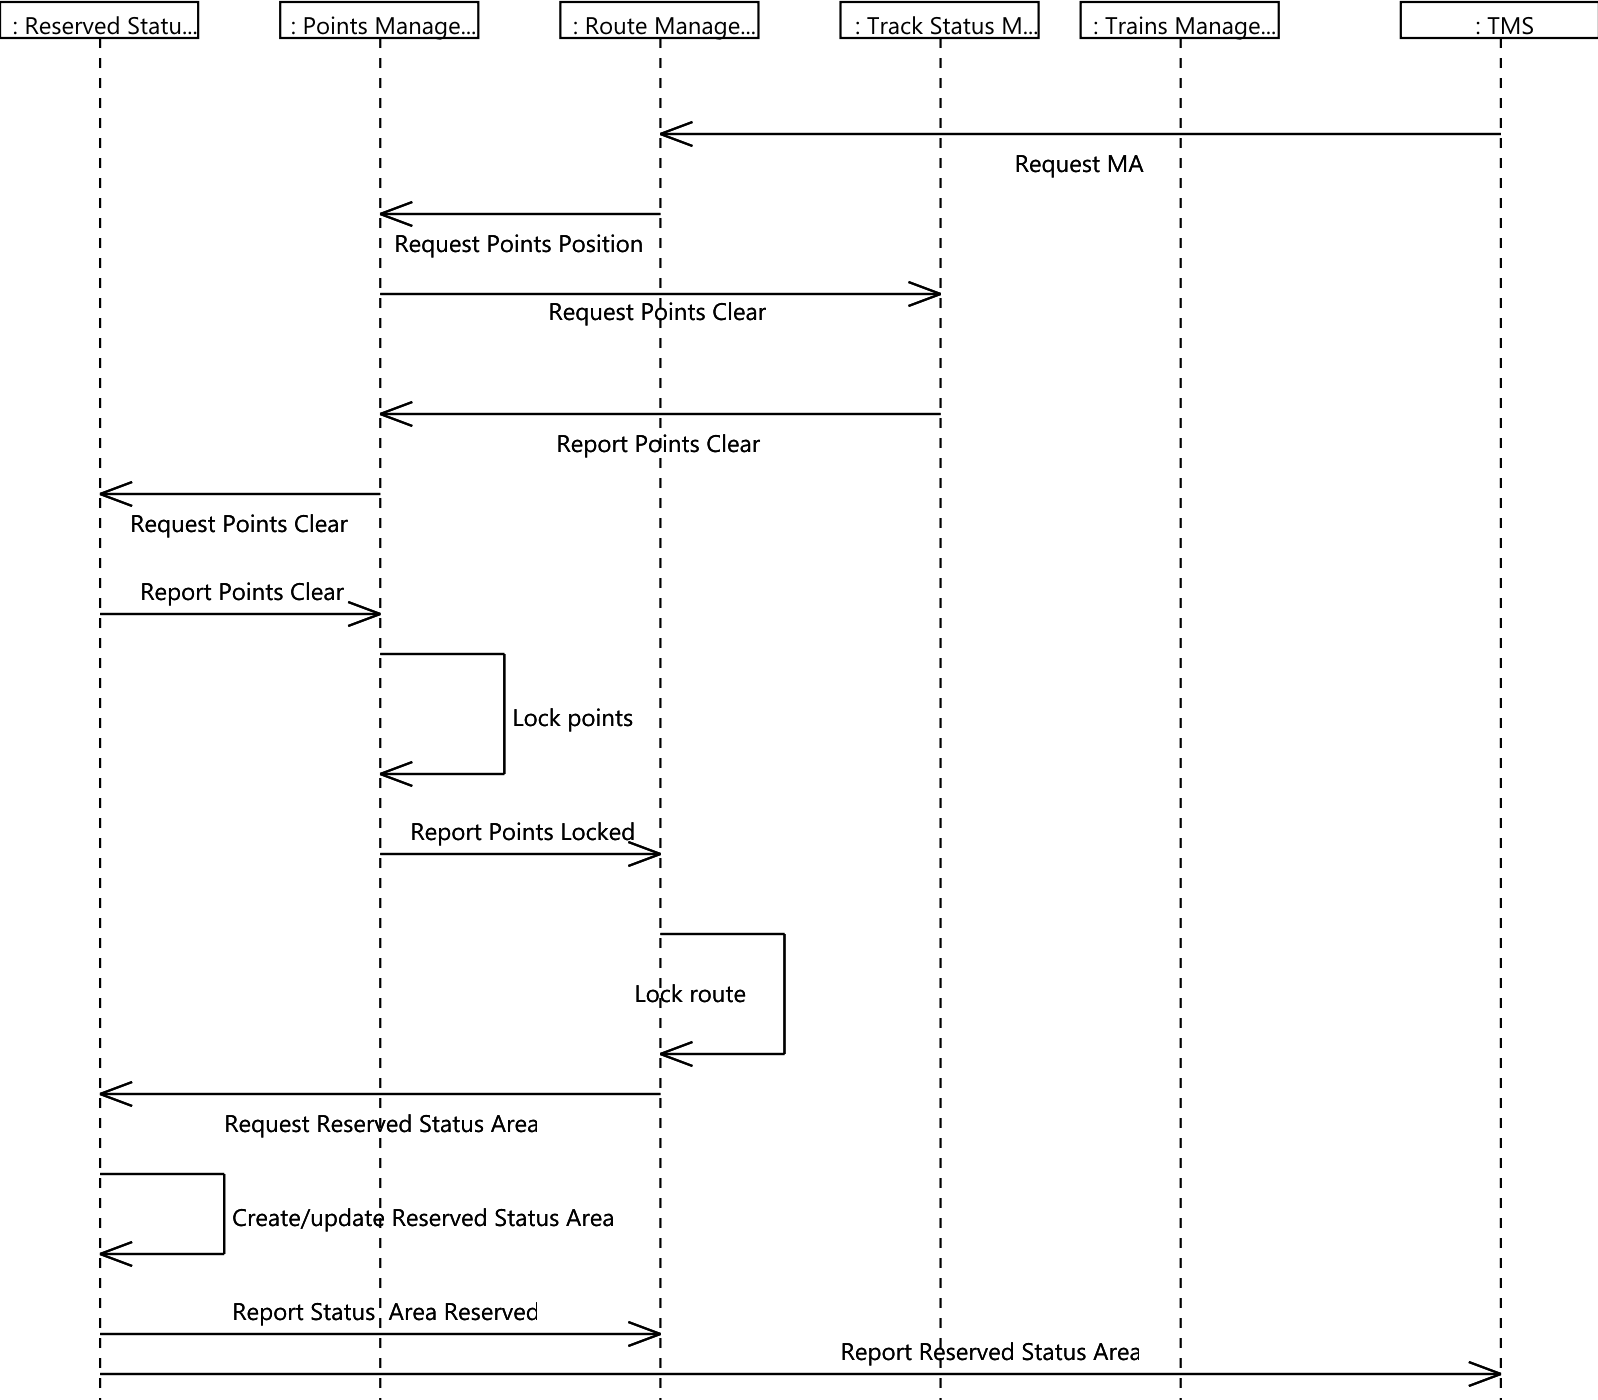 : Reserved Statu...
: Points Manage...
: Route Manage...
: Track Status M...
: Trains Manage...
: TMS
Request MA
Request Points Position
Request Points Clear
Report Points Clear
Request Points Clear
Report Points Clear
Lock points
Report Points Locked
Lock route
Request Reserved Status Area
Create/update Reserved Status Area
Report Status  Area Reserved
Report Reserved Status Area